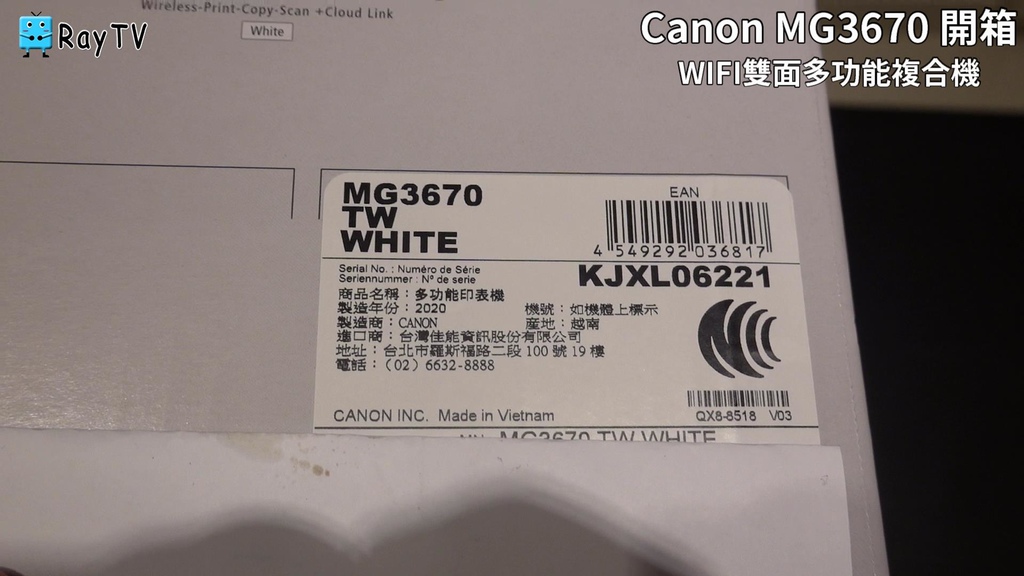 Wireless-Print-Copy-Scan +Cloud Link
White
RayTV
Canon MG3670 開箱
WIFI雙面多功能複合機
MG3670
TW
WHITE
EAN
4 549292 036817
Serial No. : Numéro de Série
Seriennummer : Nº de serie
KJXL06221
商品名稱：多功能印表機
製造年份：2020 機號：如機體上標示
製造商：CANON 產地：越南
進口商：台灣佳能資訊股份有限公司
地址：台北市羅斯福路二段 100 號 19 樓
電話：（02）6632-8888
CANON INC. Made in Vietnam
QX8-8518 V03
MG3670 TW WHITE